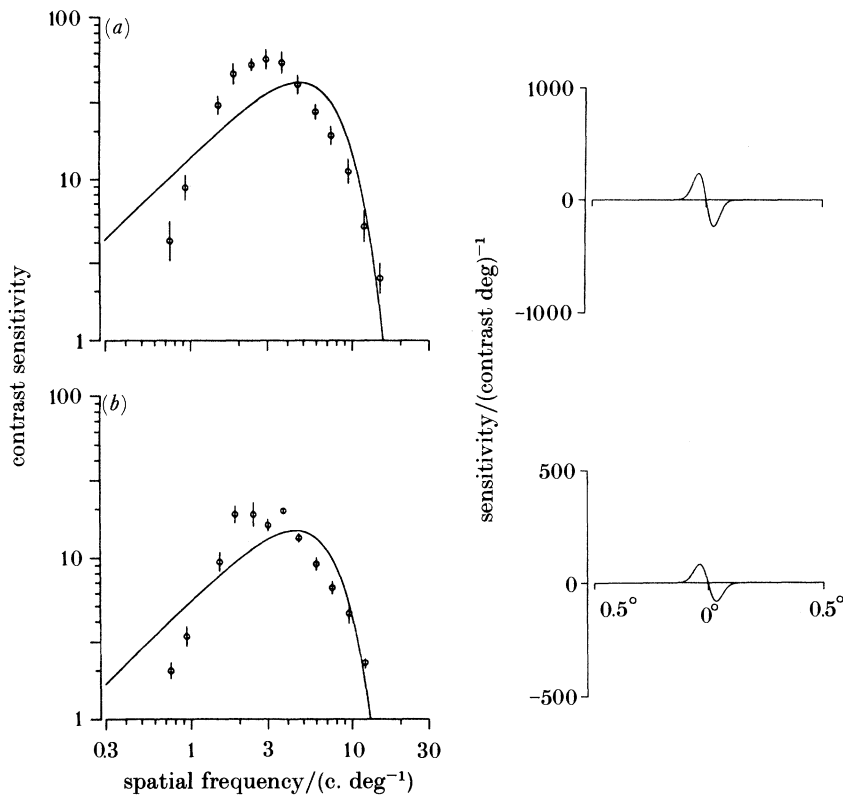 (a)
100
10
1
contrast sensitivity
(b)
100
10
1
0.3 1 3 10 30
spatial frequency/(c. deg⁻¹)
sensitivity/(contrast deg)⁻¹
1000
0
−1000
500
0
−500
0.5° 0° 0.5°